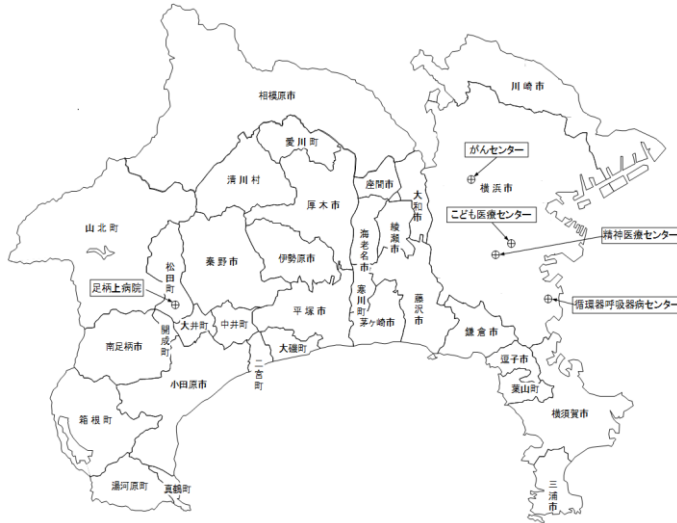 川崎市
相模原市
愛川町
がんセンター
清川村
座間市
大和市
横浜市
厚木市
綾瀬市
こども医療センター
山北町
海老名市
精神医療センター
秦野市
伊勢原市
松田町
足柄上病院
寒川町
循環器呼吸器病センター
平塚市
藤沢市
大井町
中井町
茅ヶ崎市
開成町
鎌倉市
南足柄市
大磯町
逗子市
二宮町
小田原市
葉山町
箱根町
横須賀市
湯河原町
真鶴町
三浦市